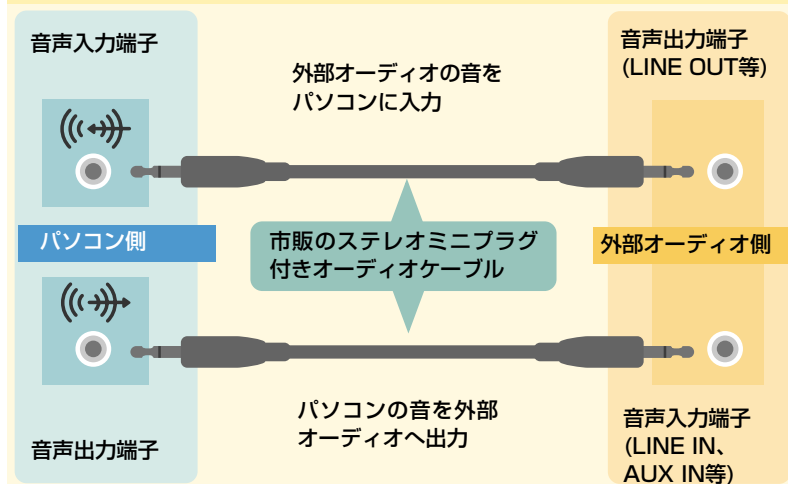 音声入力端子
外部オーディオの音を
パソコンに入力
音声出力端子
(LINE OUT等)
パソコン側
市販のステレオミニプラグ
付きオーディオケーブル
外部オーディオ側
音声出力端子
パソコンの音を外部
オーディオへ出力
音声入力端子
(LINE IN、
AUX IN等)